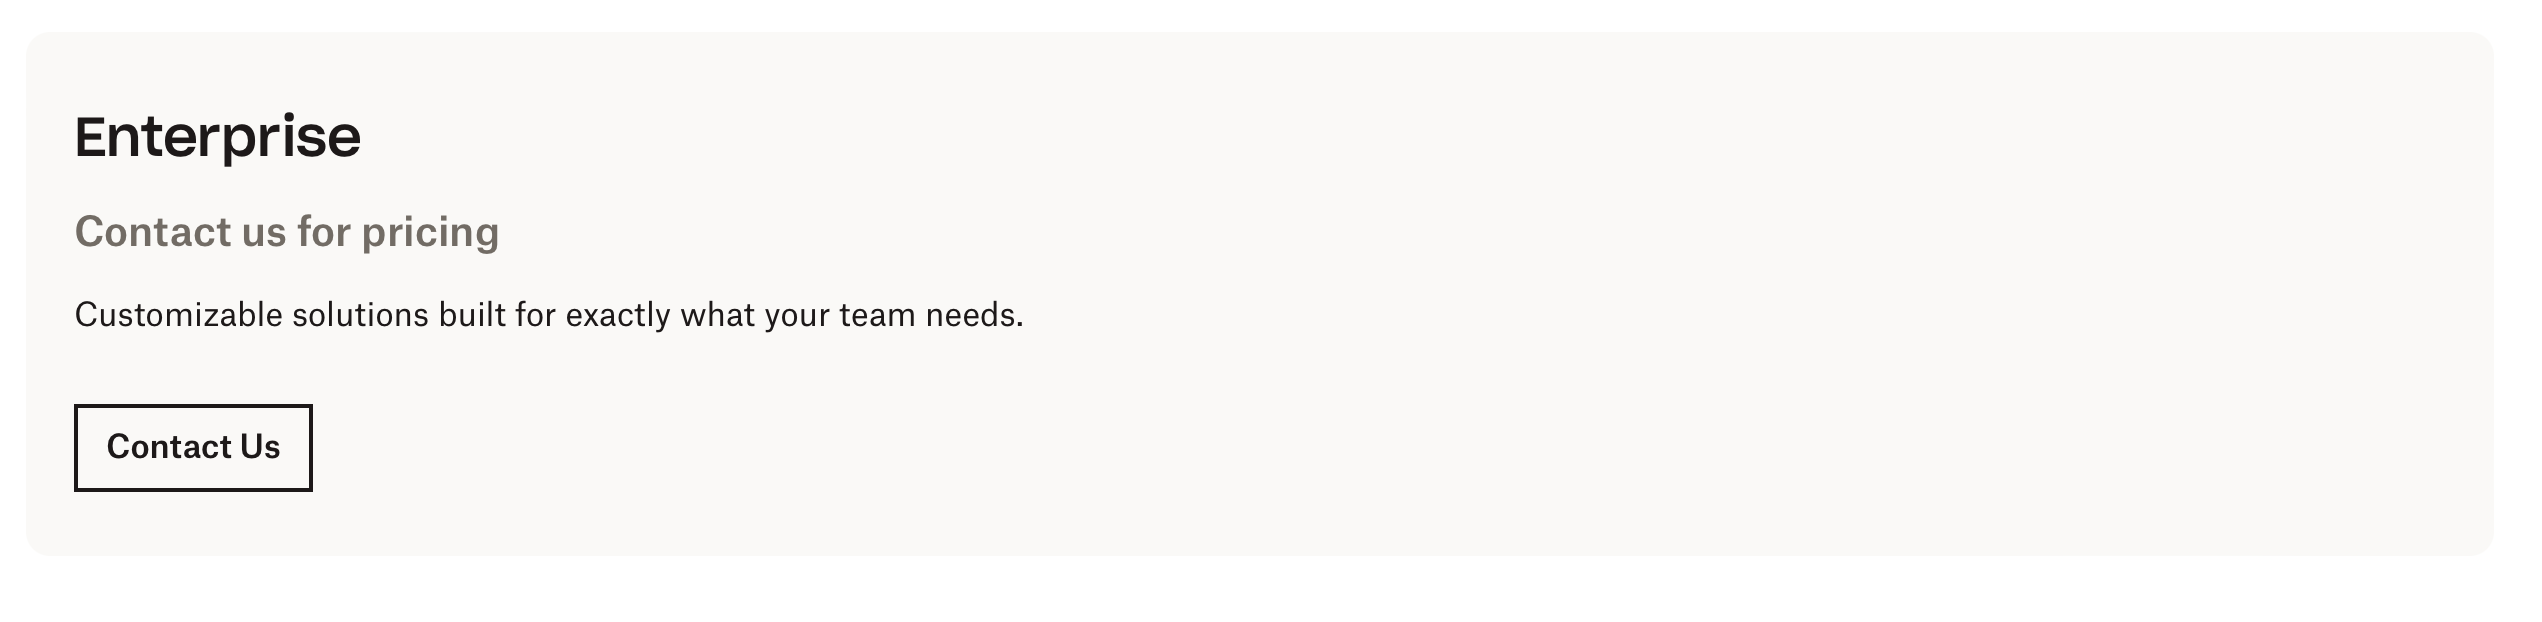 Enterprise
Contact us for pricing
Customizable solutions built for exactly what your team needs.
Contact Us